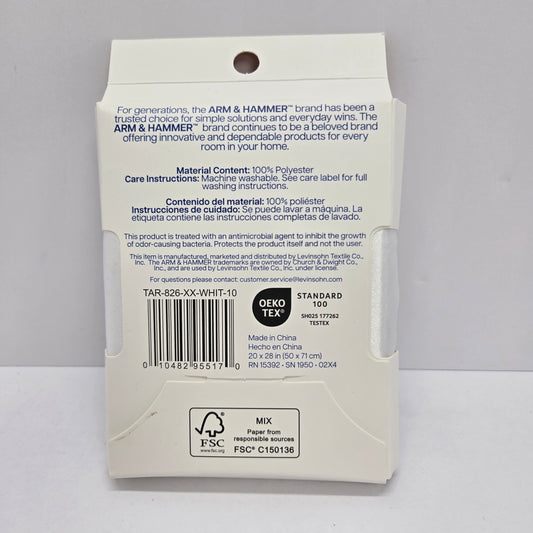 For generations, the ARM & HAMMER™ brand has been a
trusted choice for simple solutions and everyday wins. The
ARM & HAMMER™ brand continues to be a beloved brand
offering innovative and dependable products for every
room in your home.
Material Content: 100% Polyester
Care Instructions: Machine washable. See care label for full
washing instructions.
Contenido del material: 100% poliéster
Instrucciones de cuidado: Se puede lavar a máquina. La
etiqueta contiene las instrucciones completas de lavado.
This product is treated with an antimicrobial agent to inhibit the growth
of odor-causing bacteria. Protects the product itself and not the user.
This item is manufactured, marketed and distributed by Levinsohn Textile Co.,
Inc. The ARM & HAMMER trademarks are owned by Church & Dwight Co.,
Inc., and are used by Levinsohn Textile Co., Inc. under license.
For questions please contact: customer.service@levinsohn.com
TAR-826-XX-WHIT-10
0 10482 95517 0
OEKO
TEX®
STANDARD
100
SH025 177262
TESTEX
Made in China
Hecho en China
20 x 28 in (50 x 71 cm)
RN 15392 • SN 1950 • 02X4
FSC
www.fsc.org
MIX
Paper from
responsible sources
FSC® C150136